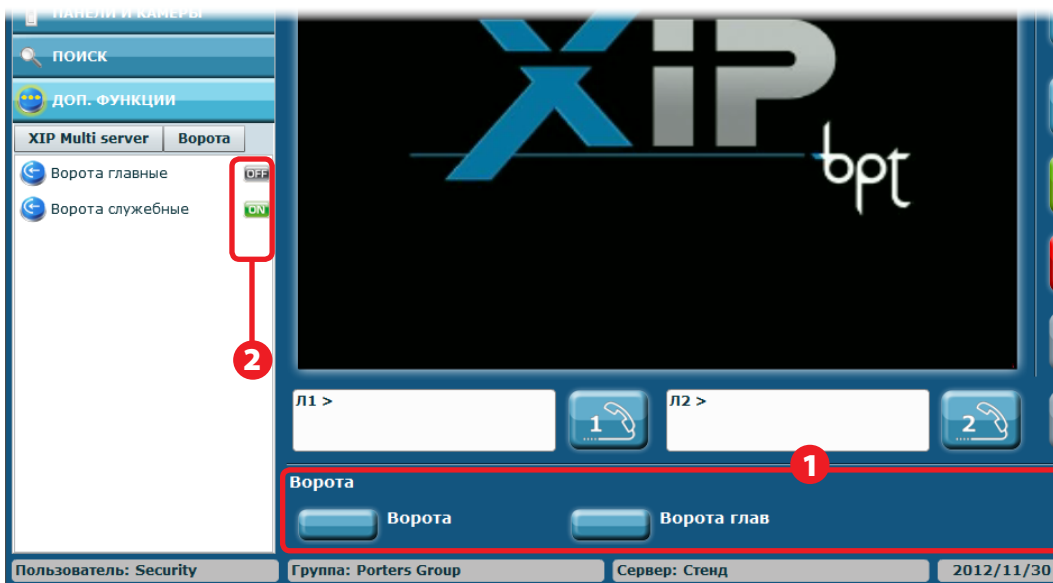 ПАНЕЛИ И КАМЕРЫ
ПОИСК
ДОП. ФУНКЦИИ
XIP Multi server Ворота
Ворота главные OFF
Ворота служебные ON
2
XIP
bpt
Л1 >
1
Л2 >
2
1
Ворота
Ворота
Ворота глав
Пользователь: Security
Группа: Porters Group
Сервер: Стенд
2012/11/30